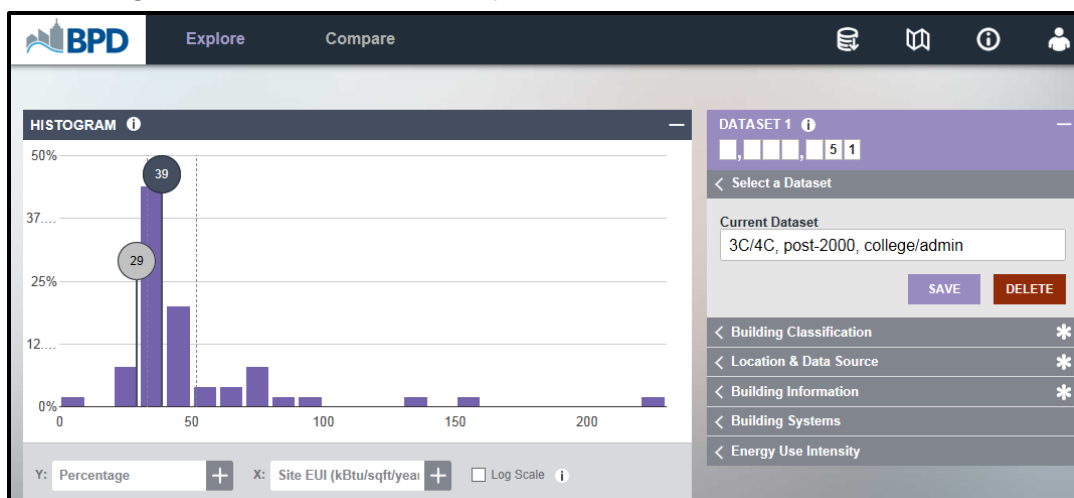 BPD Explore Compare
HISTOGRAM i
DATASET 1 i
, , 51
Select a Dataset
Current Dataset
3C/4C, post-2000, college/admin
SAVE DELETE
Building Classification
Location & Data Source
Building Information
Building Systems
Energy Use Intensity
50%
37....
25%
12....
0%
39
29
0 50 100 150 200
Y: Percentage + X: Site EUI (kBtu/sqft/year + Log Scale i